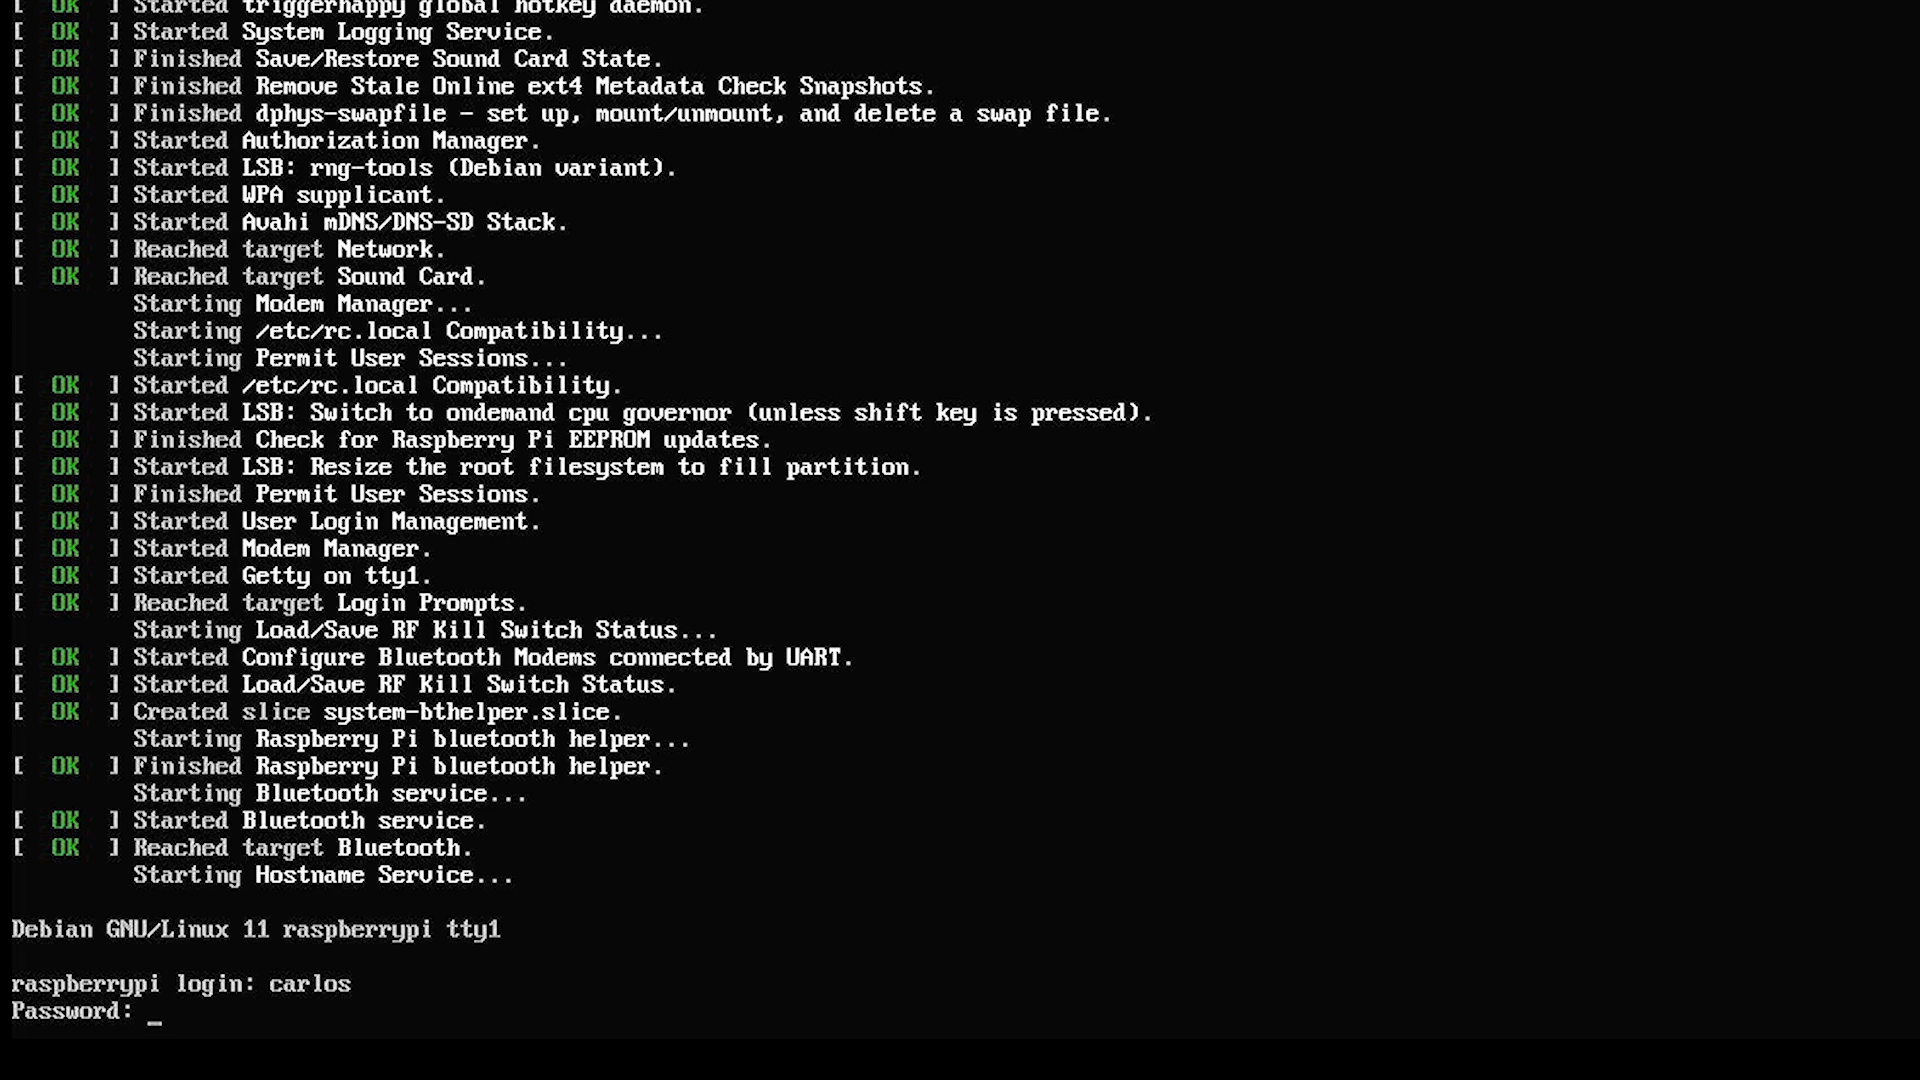 [  OK  ] Started triggerhappy global hotkey daemon.
[  OK  ] Started System Logging Service.
[  OK  ] Finished Save/Restore Sound Card State.
[  OK  ] Finished Remove Stale Online ext4 Metadata Check Snapshots.
[  OK  ] Finished dphys-swapfile - set up, mount/unmount, and delete a swap file.
[  OK  ] Started Authorization Manager.
[  OK  ] Started LSB: rng-tools (Debian variant).
[  OK  ] Started WPA supplicant.
[  OK  ] Started Avahi mDNS/DNS-SD Stack.
[  OK  ] Reached target Network.
[  OK  ] Reached target Sound Card.
         Starting Modem Manager...
         Starting /etc/rc.local Compatibility...
         Starting Permit User Sessions...
[  OK  ] Started /etc/rc.local Compatibility.
[  OK  ] Started LSB: Switch to ondemand cpu governor (unless shift key is pressed).
[  OK  ] Finished Check for Raspberry Pi EEPROM updates.
[  OK  ] Started LSB: Resize the root filesystem to fill partition.
[  OK  ] Finished Permit User Sessions.
[  OK  ] Started User Login Management.
[  OK  ] Started Modem Manager.
[  OK  ] Started Getty on tty1.
[  OK  ] Reached target Login Prompts.
         Starting Load/Save RF Kill Switch Status...
[  OK  ] Started Configure Bluetooth Modems connected by UART.
[  OK  ] Started Load/Save RF Kill Switch Status.
[  OK  ] Created slice system-bthelper.slice.
         Starting Raspberry Pi bluetooth helper...
[  OK  ] Finished Raspberry Pi bluetooth helper.
         Starting Bluetooth service...
[  OK  ] Started Bluetooth service.
[  OK  ] Reached target Bluetooth.
         Starting Hostname Service...
Debian GNU/Linux 11 raspberrypi tty1
raspberrypi login: carlos
Password: _